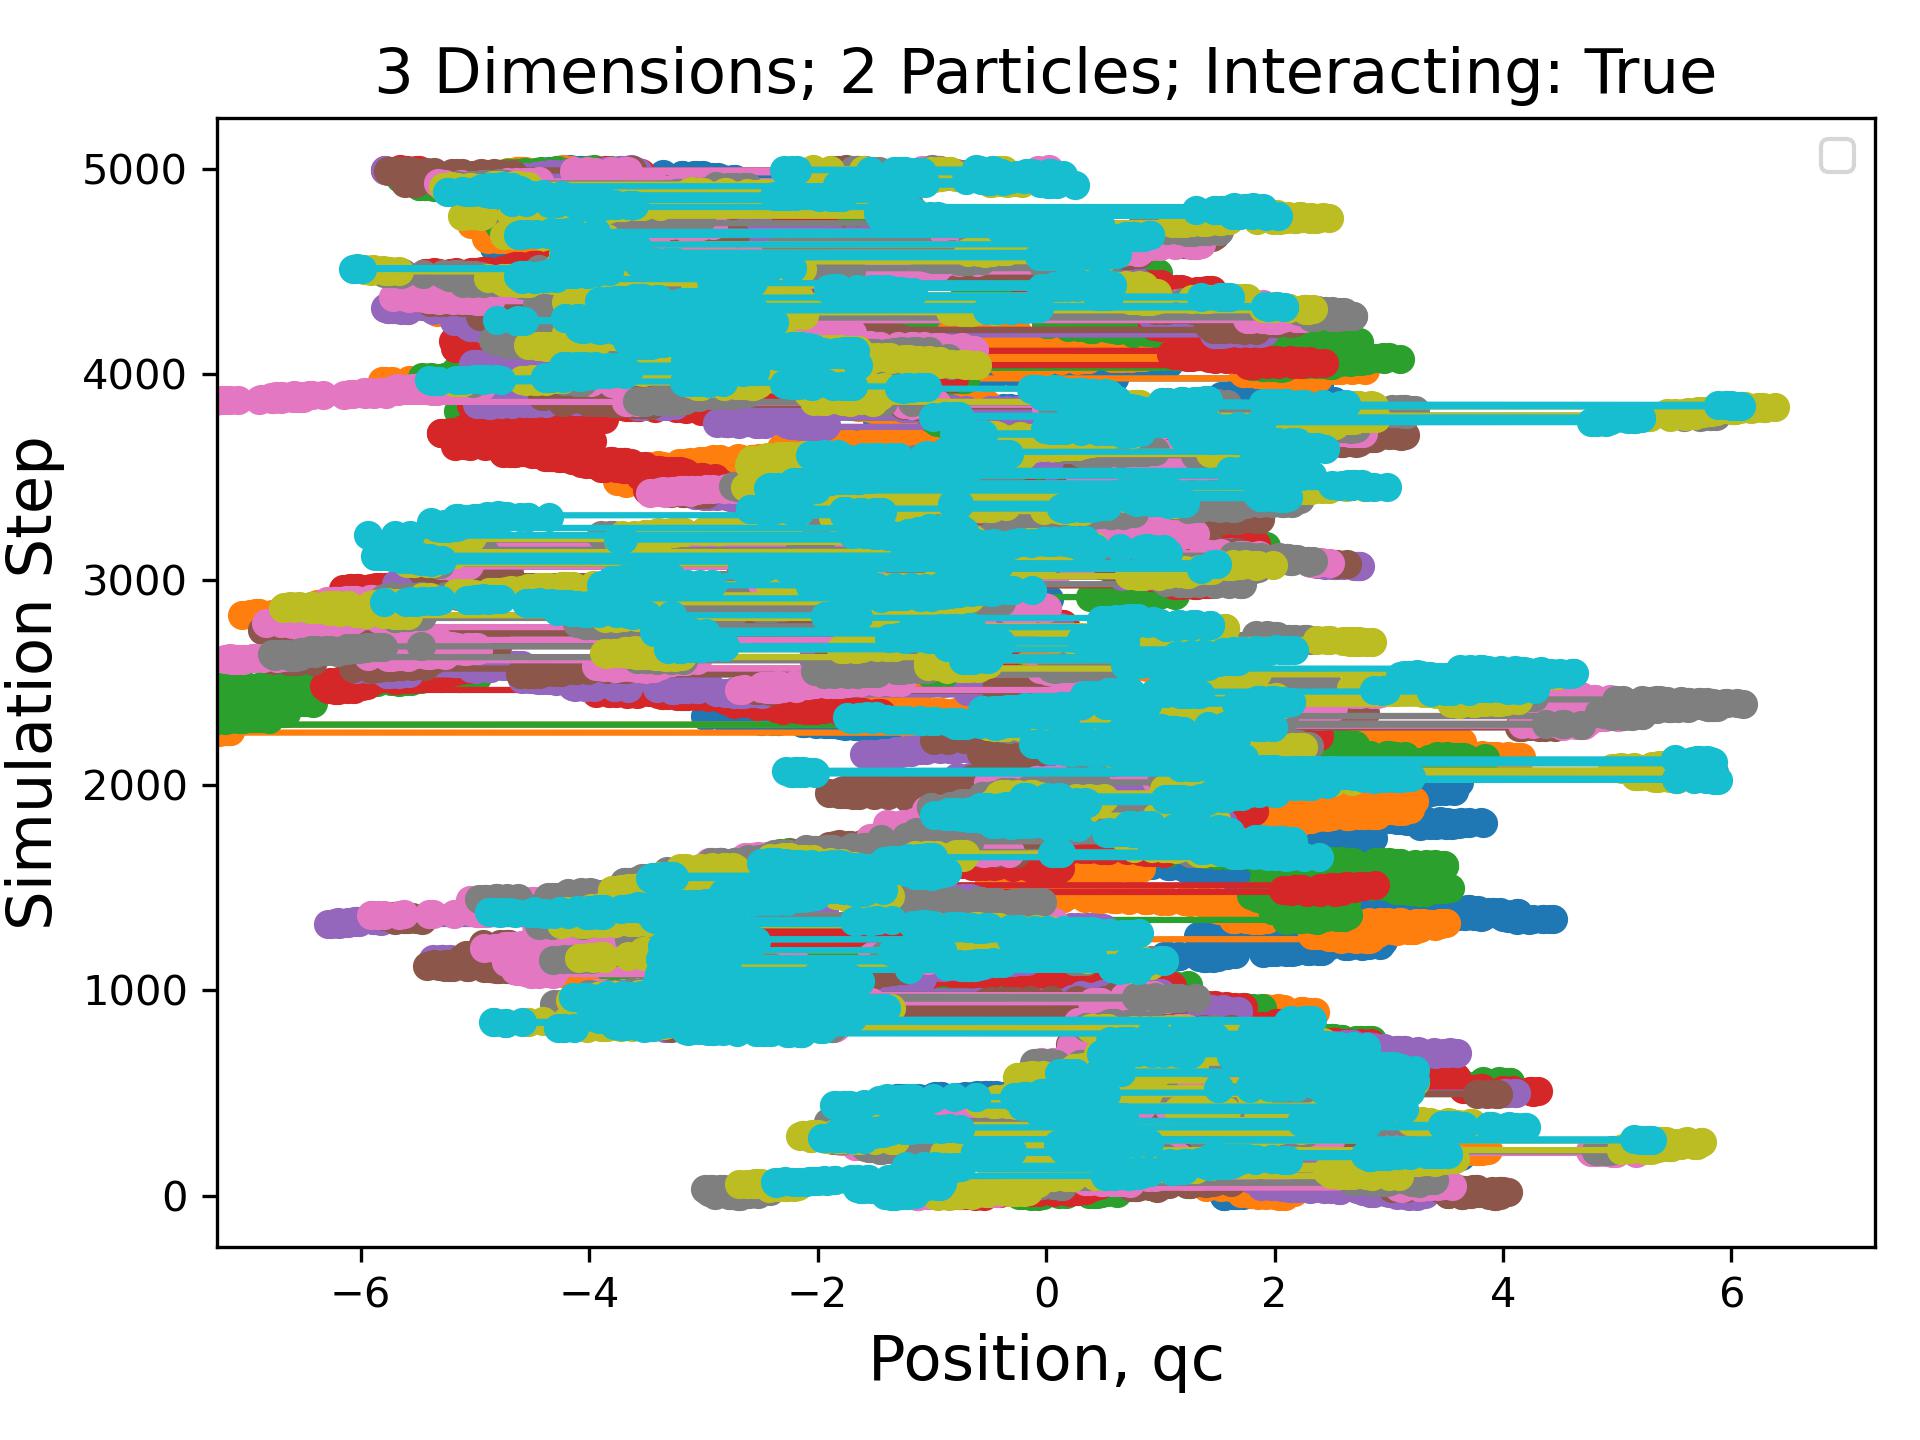 3 Dimensions; 2 Particles; Interacting: True
5000
4000
3000
2000
1000
0
Simulation Step
−6 −4 −2 0 2 4 6
Position, qc